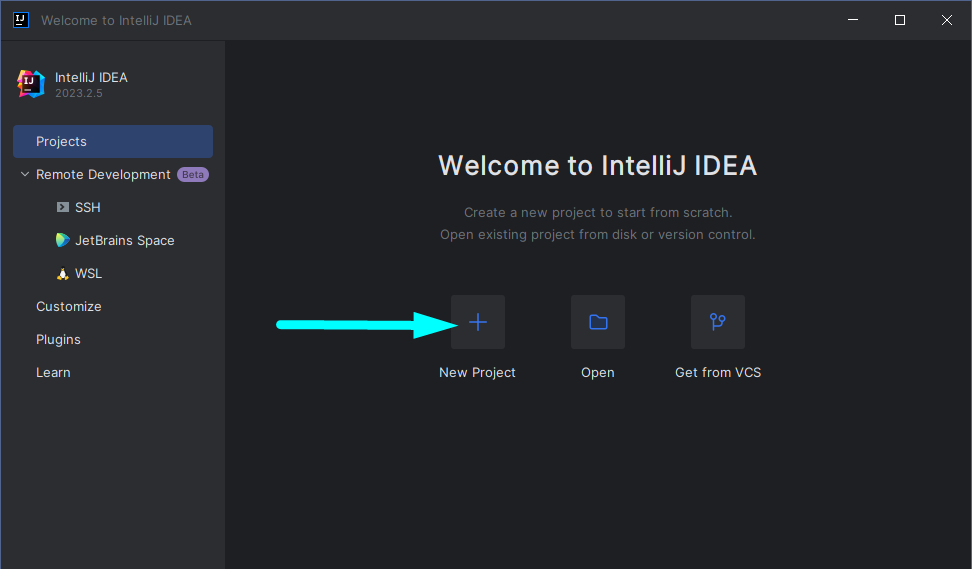 Welcome to IntelliJ IDEA
IntelliJ IDEA
2023.2.5
Projects
Remote Development Beta
SSH
JetBrains Space
WSL
Customize
Plugins
Learn
Welcome to IntelliJ IDEA
Create a new project to start from scratch.
Open existing project from disk or version control.
New Project
Open
Get from VCS